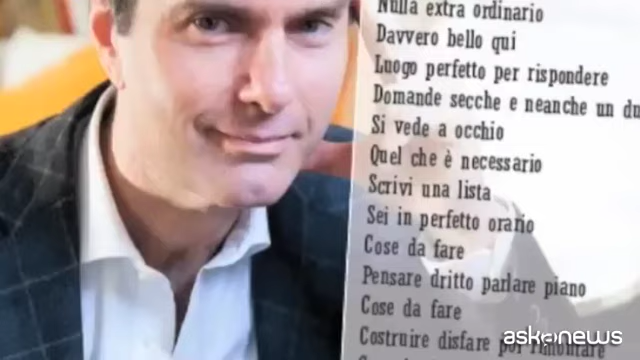 Nulla extra ordinario
Davvero bello qui
Luogo perfetto per rispondere
Domande secche e neanche un
Si vede a occhio
Quel che è necessario
Scrivi una lista
Sei in perfetto orario
Cose da fare
Pensare dritto parlare piano
Cose da fare
Costruire disfare
askanews